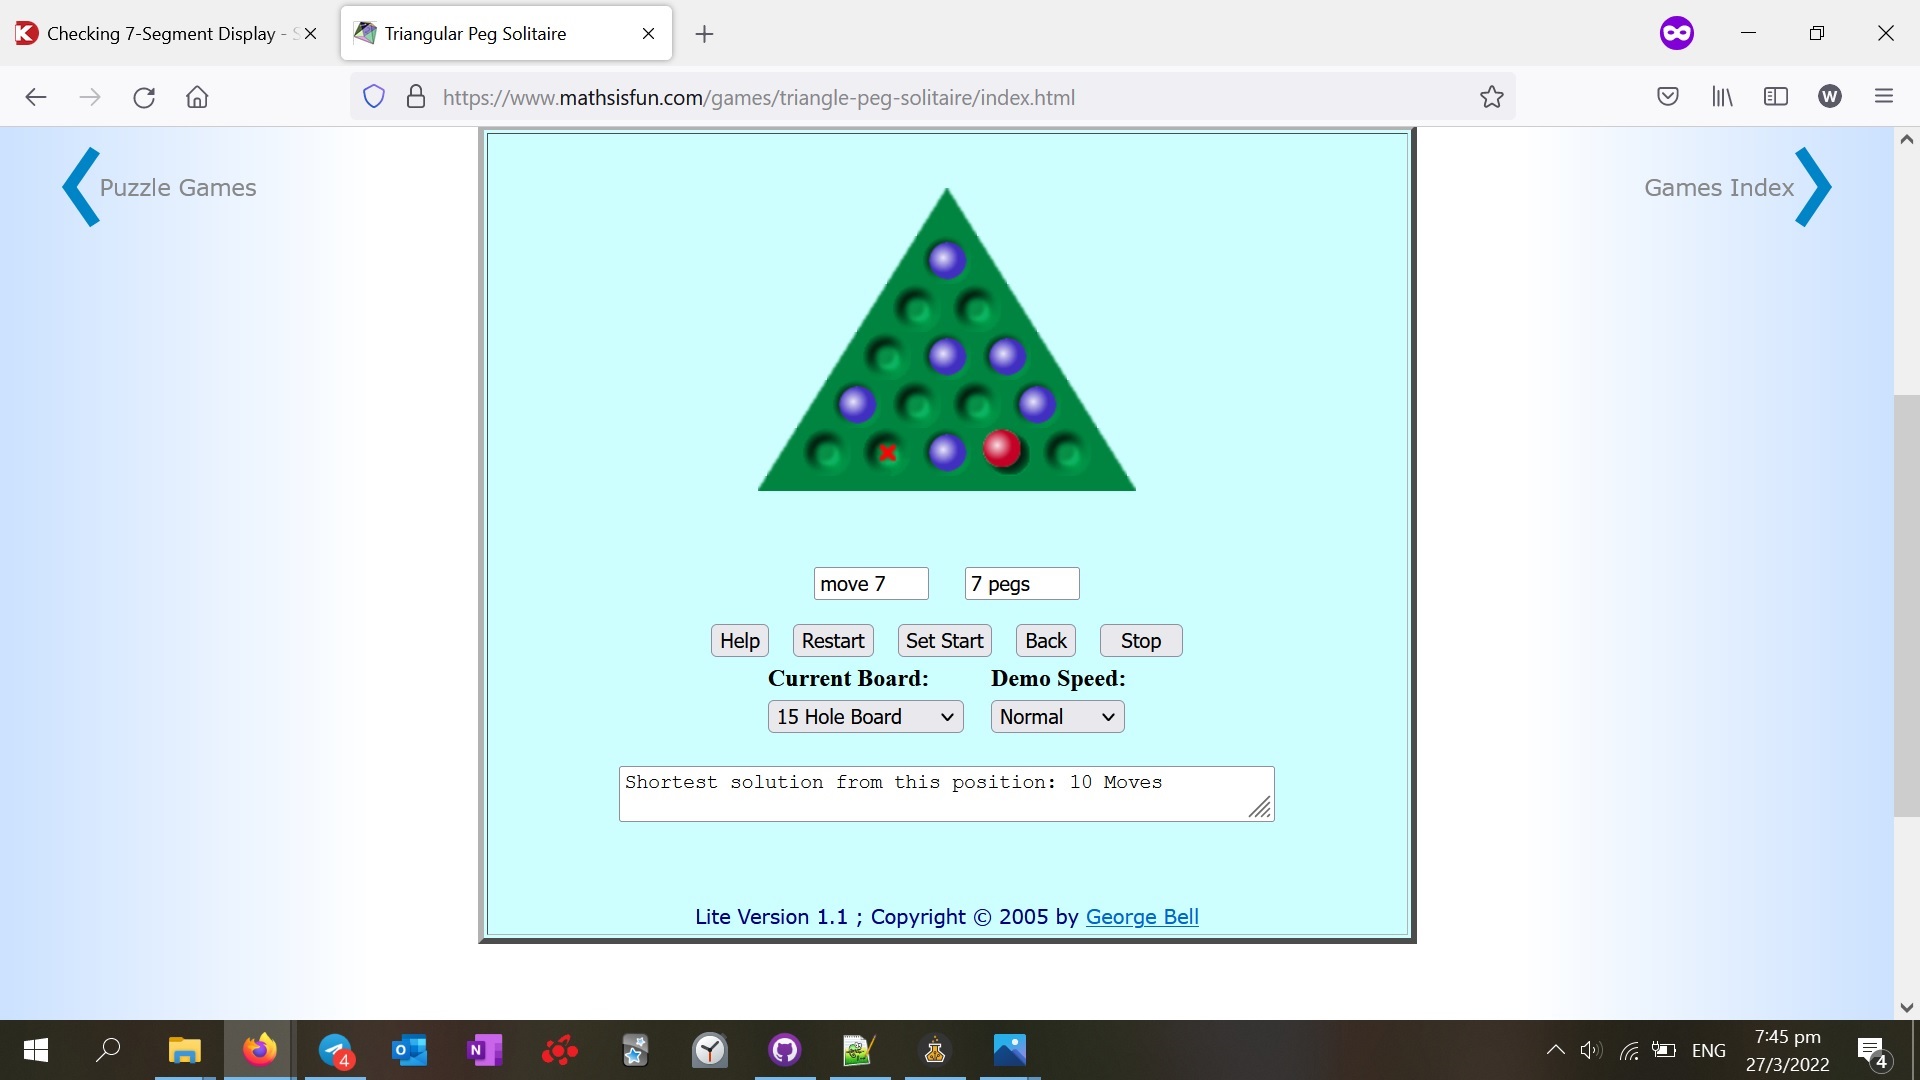 Checking 7-Segment Display -
Triangular Peg Solitaire
https://www.mathsisfun.com/games/triangle-peg-solitaire/index.html
W
Puzzle Games
Games Index
move 7
7 pegs
Help
Restart
Set Start
Back
Stop
Current Board:
Demo Speed:
15 Hole Board
Normal
Shortest solution from this position: 10 Moves
Lite Version 1.1 ; Copyright © 2005 by George Bell
4
ENG
7:45 pm
27/3/2022
4